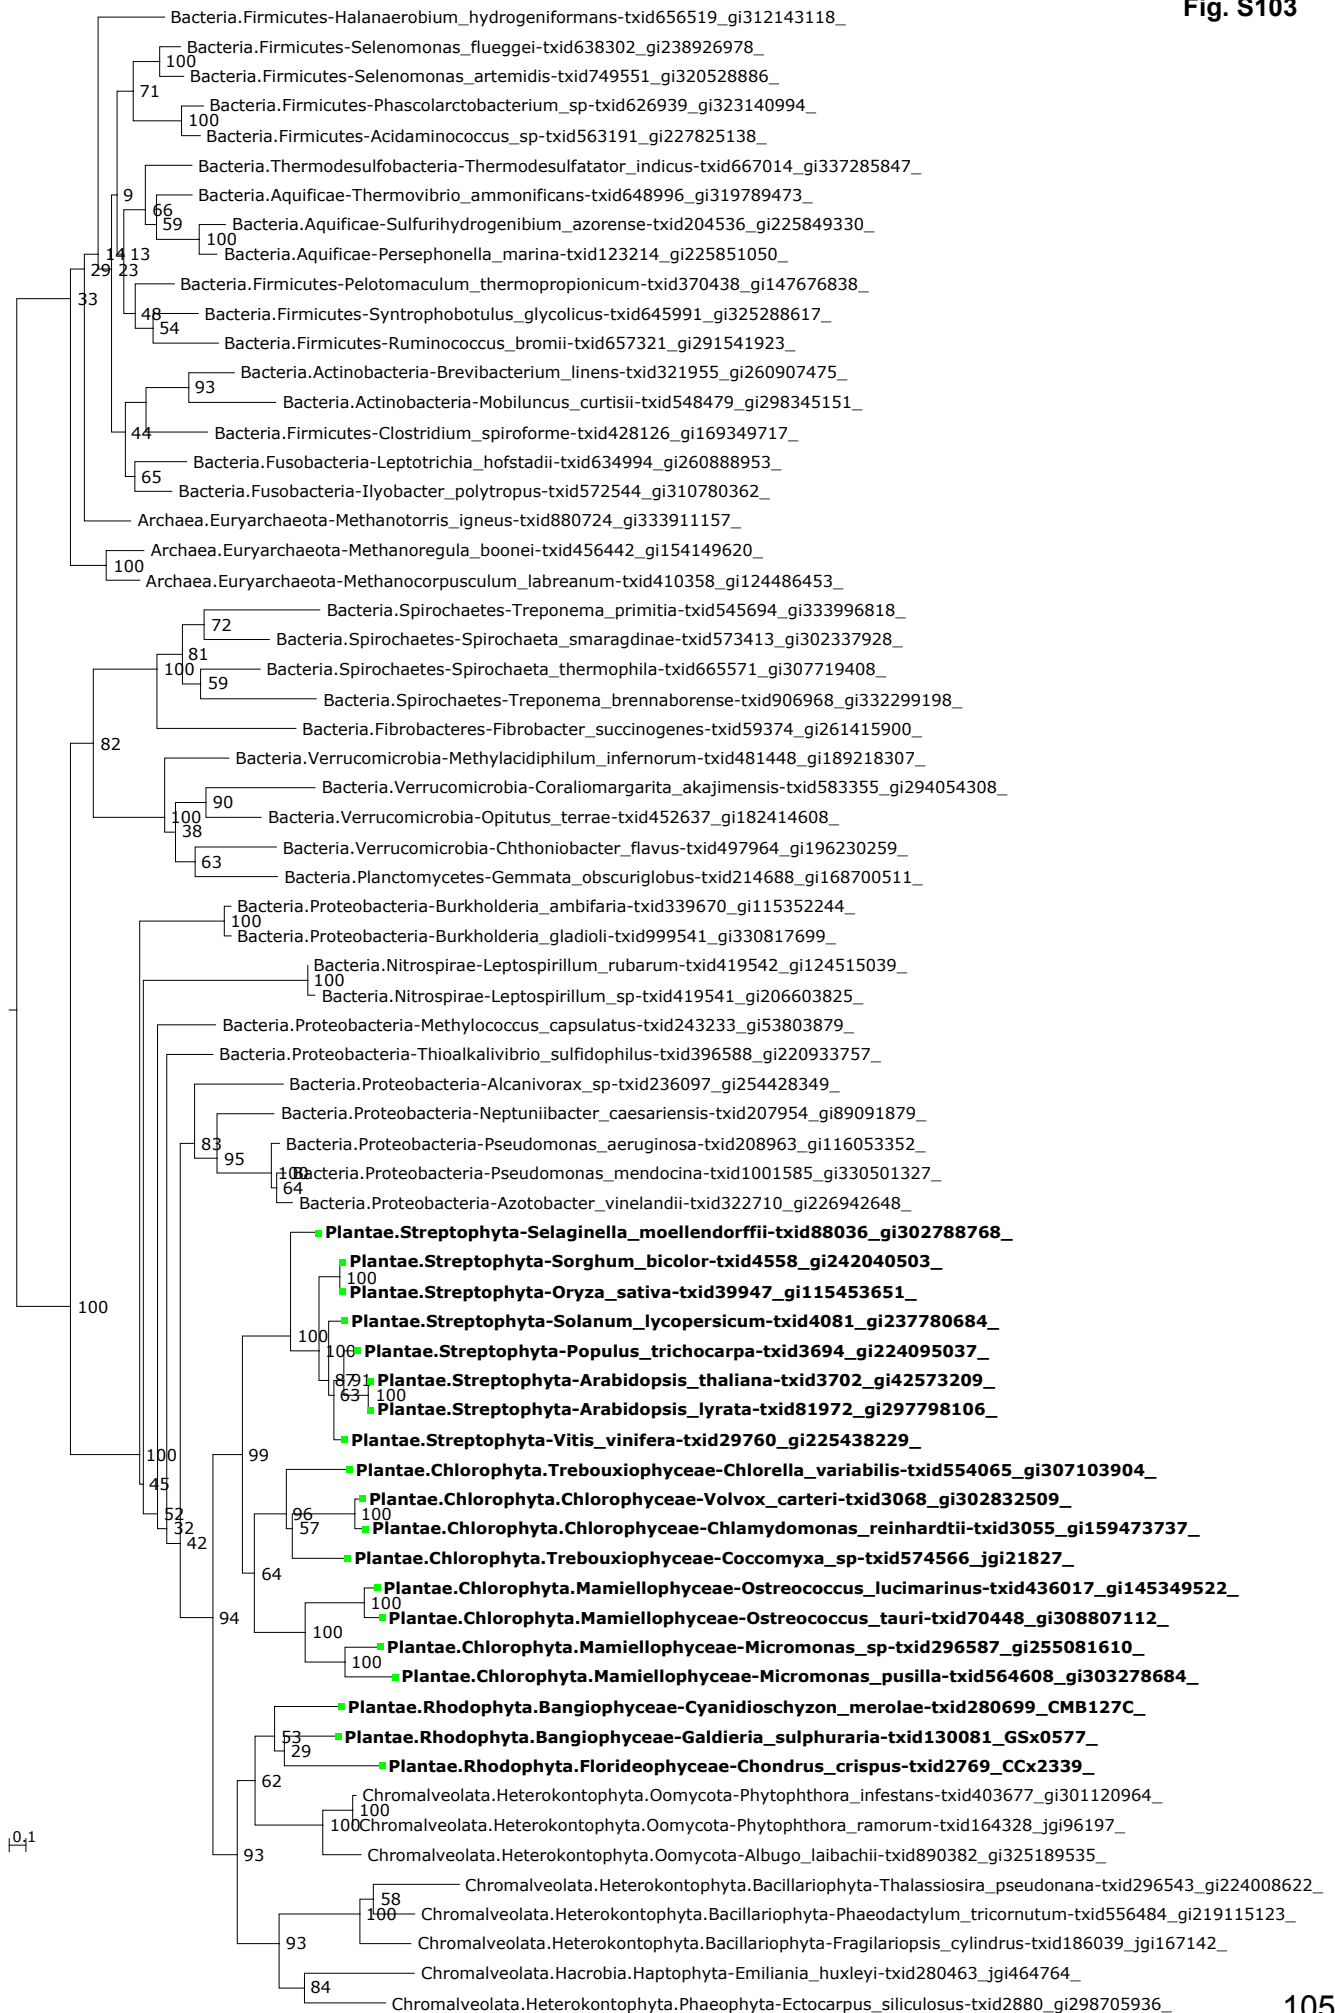 Fig. S103
Bacteria.Firmicutes-Halanaerobium_hydrogeniformans-txid656519_gi312143118_
Bacteria.Firmicutes-Selenomonas_flueggei-txid638302_gi238926978_
100
Bacteria.Firmicutes-Selenomonas_artemidis-txid749551_gi320528886_
71
Bacteria.Firmicutes-Phascolarctobacterium_sp-txid626939_gi323140994_
100
Bacteria.Firmicutes-Acidaminococcus_sp-txid563191_gi227825138_
Bacteria.Thermodesulfobacteria-Thermodesulfatator_indicus-txid667014_gi337285847_
9 Bacteria.Aquificae-Thermovibrio_ammonificans-txid648996_gi319789473_
66
59 Bacteria.Aquificae-Sulfurihydrogenibium_azorense-txid204536_gi225849330_
100
14 13 Bacteria.Aquificae-Persephonella_marina-txid123214_gi225851050_
29 23
Bacteria.Firmicutes-Pelotomaculum_thermopropionicum-txid370438_gi147676838_
33
48 Bacteria.Firmicutes-Syntrophobotulus_glycolicus-txid645991_gi325288617_
54
Bacteria.Firmicutes-Ruminococcus_bromii-txid657321_gi291541923_
Bacteria.Actinobacteria-Brevibacterium_linens-txid321955_gi260907475_
93
Bacteria.Actinobacteria-Mobiluncus_curtisii-txid548479_gi298345151_
44 Bacteria.Firmicutes-Clostridium_spiroforme-txid428126_gi169349717_
Bacteria.Fusobacteria-Leptotrichia_hofstadii-txid634994_gi260888953_
65
Bacteria.Fusobacteria-Ilyobacter_polytropus-txid572544_gi310780362_
Archaea.Euryarchaeota-Methanotorris_igneus-txid880724_gi333911157_
Archaea.Euryarchaeota-Methanoregula_boonei-txid456442_gi154149620_
100
Archaea.Euryarchaeota-Methanocorpusculum_labreanum-txid410358_gi124486453_
Bacteria.Spirochaetes-Treponema_primitia-txid545694_gi333996818_
72
Bacteria.Spirochaetes-Spirochaeta_smaragdinae-txid573413_gi302337928_
81
100 Bacteria.Spirochaetes-Spirochaeta_thermophila-txid665571_gi307719408_
59
Bacteria.Spirochaetes-Treponema_brennaborense-txid906968_gi332299198_
Bacteria.Fibrobacteres-Fibrobacter_succinogenes-txid59374_gi261415900_
82
Bacteria.Verrucomicrobia-Methylacidiphilum_infernorum-txid481448_gi189218307_
Bacteria.Verrucomicrobia-Coraliomargarita_akajimensis-txid583355_gi294054308_
90
100 Bacteria.Verrucomicrobia-Opitutus_terrae-txid452637_gi182414608_
38
Bacteria.Verrucomicrobia-Chthoniobacter_flavus-txid497964_gi196230259_
63
Bacteria.Planctomycetes-Gemmata_obscuriglobus-txid214688_gi168700511_
Bacteria.Proteobacteria-Burkholderia_ambifaria-txid339670_gi115352244_
100
Bacteria.Proteobacteria-Burkholderia_gladioli-txid999541_gi330817699_
Bacteria.Nitrospirae-Leptospirillum_rubarum-txid419542_gi124515039_
100
Bacteria.Nitrospirae-Leptospirillum_sp-txid419541_gi206603825_
Bacteria.Proteobacteria-Methylococcus_capsulatus-txid243233_gi53803879_
Bacteria.Proteobacteria-Thioalkalivibrio_sulfidophilus-txid396588_gi220933757_
Bacteria.Proteobacteria-Alcanivorax_sp-txid236097_gi254428349_
Bacteria.Proteobacteria-Neptuniibacter_caesariensis-txid207954_gi89091879_
83 Bacteria.Proteobacteria-Pseudomonas_aeruginosa-txid208963_gi116053352_
95
100 Bacteria.Proteobacteria-Pseudomonas_mendocina-txid1001585_gi330501327_
64
Bacteria.Proteobacteria-Azotobacter_vinelandii-txid322710_gi226942648_
Plantae.Streptophyta-Selaginella_moellendorffii-txid88036_gi302788768_
Plantae.Streptophyta-Sorghum_bicolor-txid4558_gi242040503_
100
Plantae.Streptophyta-Oryza_sativa-txid39947_gi115453651_
100
Plantae.Streptophyta-Solanum_lycopersicum-txid4081_gi237780684_
100
100 Plantae.Streptophyta-Populus_trichocarpa-txid3694_gi224095037_
87 91 Plantae.Streptophyta-Arabidopsis_thaliana-txid3702_gi42573209_
63 100
Plantae.Streptophyta-Arabidopsis_lyrata-txid81972_gi297798106_
Plantae.Streptophyta-Vitis_vinifera-txid29760_gi225438229_
100 99
Plantae.Chlorophyta.Trebouxiophyceae-Chlorella_variabilis-txid554065_gi307103904_
45
Plantae.Chlorophyta.Chlorophyceae-Volvox_carteri-txid3068_gi302832509_
52 96 100
32 57 Plantae.Chlorophyta.Chlorophyceae-Chlamydomonas_reinhardtii-txid3055_gi159473737_
42
Plantae.Chlorophyta.Trebouxiophyceae-Coccomyxa_sp-txid574566_jgi21827_
64
Plantae.Chlorophyta.Mamiellophyceae-Ostreococcus_lucimarinus-txid436017_gi145349522_
100
94 Plantae.Chlorophyta.Mamiellophyceae-Ostreococcus_tauri-txid70448_gi308807112_
100
Plantae.Chlorophyta.Mamiellophyceae-Micromonas_sp-txid296587_gi255081610_
100
Plantae.Chlorophyta.Mamiellophyceae-Micromonas_pusilla-txid564608_gi303278684_
Plantae.Rhodophyta.Bangiophyceae-Cyanidioschyzon_merolae-txid280699_CMB127C_
53 Plantae.Rhodophyta.Bangiophyceae-Galdieria_sulphuraria-txid130081_GSx0577_
29
Plantae.Rhodophyta.Florideophyceae-Chondrus_crispus-txid2769_CCx2339_
62
Chromalveolata.Heterokontophyta.Oomycota-Phytophthora_infestans-txid403677_gi301120964_
100
100 Chromalveolata.Heterokontophyta.Oomycota-Phytophthora_ramorum-txid164328_jgi96197_
0.1
93 Chromalveolata.Heterokontophyta.Oomycota-Albugo_laibachii-txid890382_gi325189535_
Chromalveolata.Heterokontophyta.Bacillariophyta-Thalassiosira_pseudonana-txid296543_gi224008622_
58
100 Chromalveolata.Heterokontophyta.Bacillariophyta-Phaeodactylum_tricornutum-txid556484_gi219115123_
93 Chromalveolata.Heterokontophyta.Bacillariophyta-Fragilariopsis_cylindrus-txid186039_jgi167142_
Chromalveolata.Hacrobia.Haptophyta-Emiliania_huxleyi-txid280463_jgi464764_
84
Chromalveolata.Heterokontophyta.Phaeophyta-Ectocarpus_siliculosus-txid2880_gi298705936_
105